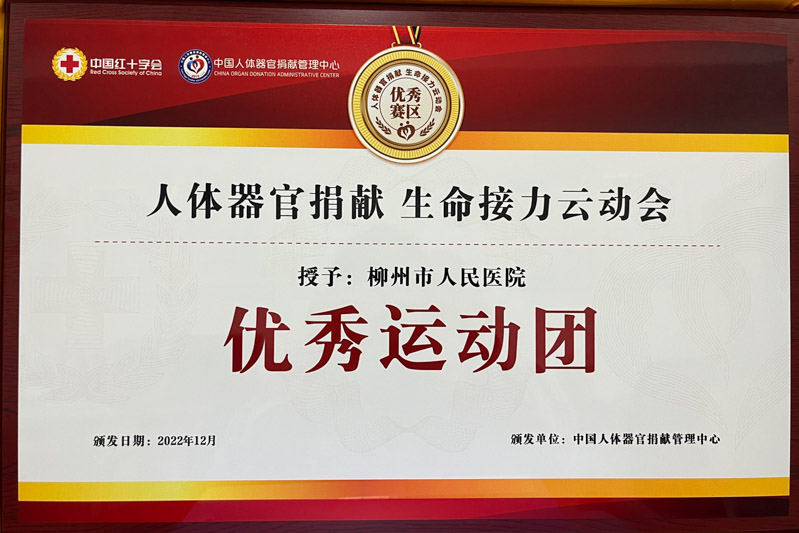 中国红十字会
Red Cross Society of China
中国人体器官捐献管理中心
CHINA ORGAN DONATION ADMINISTRATIVE CENTER
人体器官捐献 生命接力云动会
优秀
赛区
人体器官捐献 生命接力云动会
授予：柳州市人民医院
优秀运动团
颁发日期：2022年12月
颁发单位：中国人体器官捐献管理中心